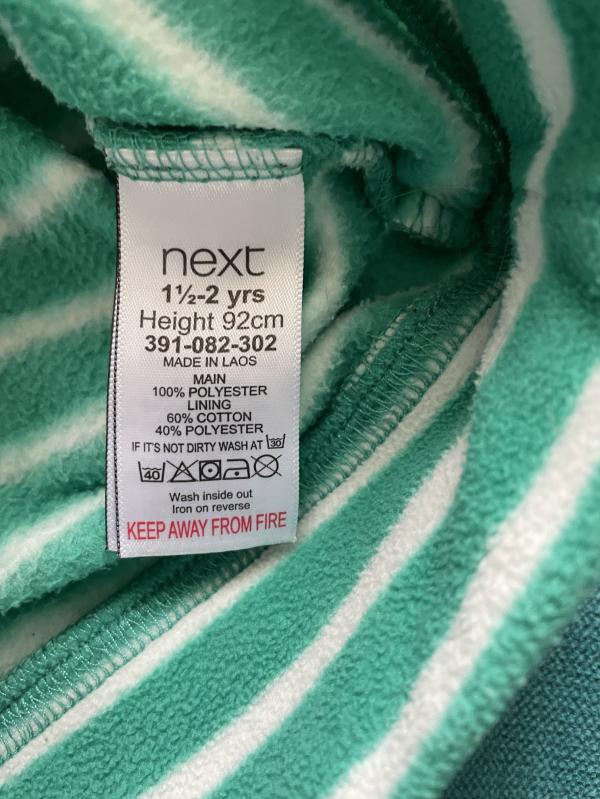 next
1½-2 yrs
Height 92cm
391-082-302
MADE IN LAOS
MAIN
100% POLYESTER
LINING
60% COTTON
40% POLYESTER
IF IT'S NOT DIRTY WASH AT 30
40
Wash inside out
Iron on reverse
KEEP AWAY FROM FIRE